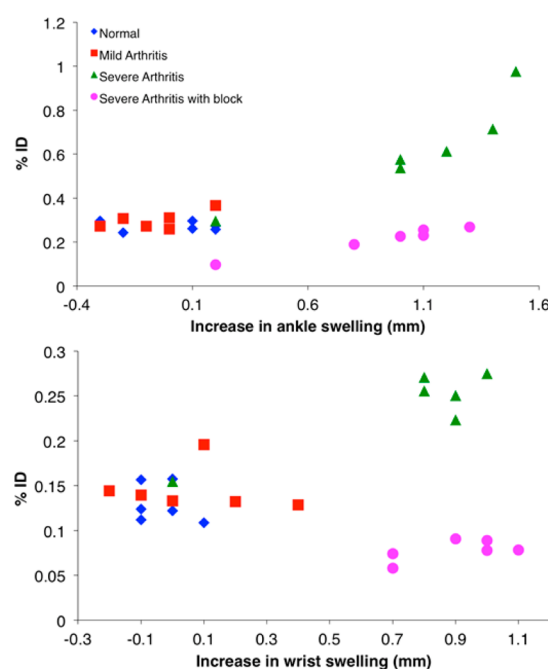 1.2
Normal
Mild Arthritis
1
Severe Arthritis
Severe Arthritis with block
0.8
% ID
0.6
0.4
0.2
0
-0.4 0.1 0.6 1.1 1.6
Increase in ankle swelling (mm)
0.3
0.25
0.2
% ID
0.15
0.1
0.05
0
-0.3 -0.1 0.1 0.3 0.5 0.7 0.9 1.1
Increase in wrist swelling (mm)